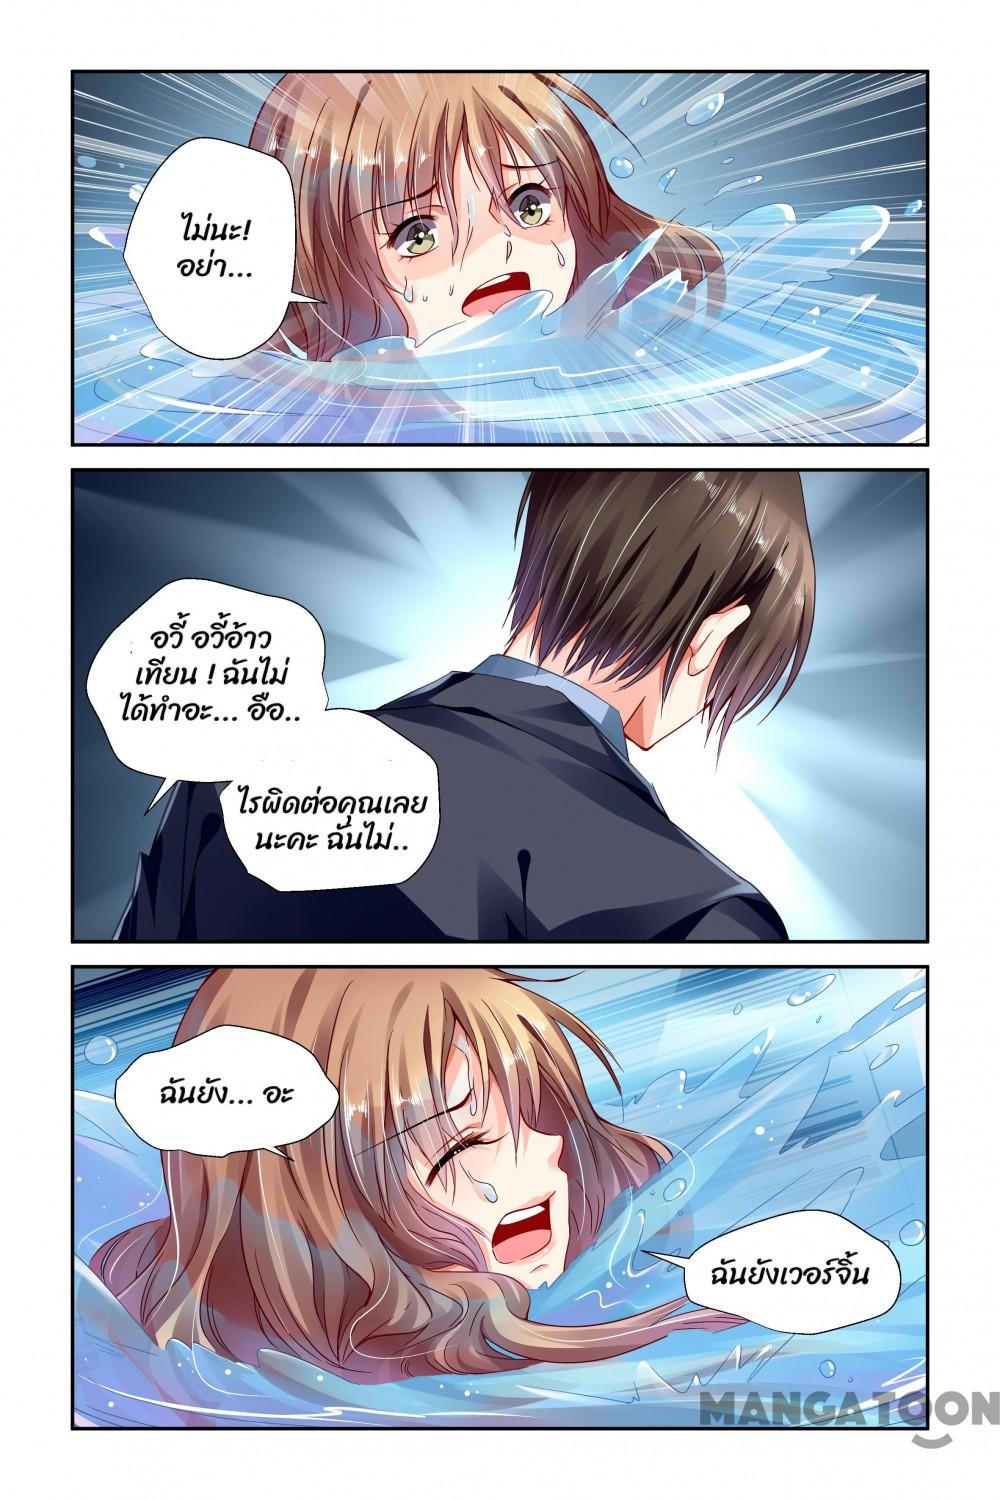 ไม่นะ!
อย่า...
อวี้ อวี้อ้าว
เทียน ! ฉันไม่
ได้ทำอะ... อือ..
ไรผิดต่อคุณเลย
นะคะ ฉันไม่..
ฉันยัง... อะ
ฉันยังเวอร์จิ้น
MANGATOON